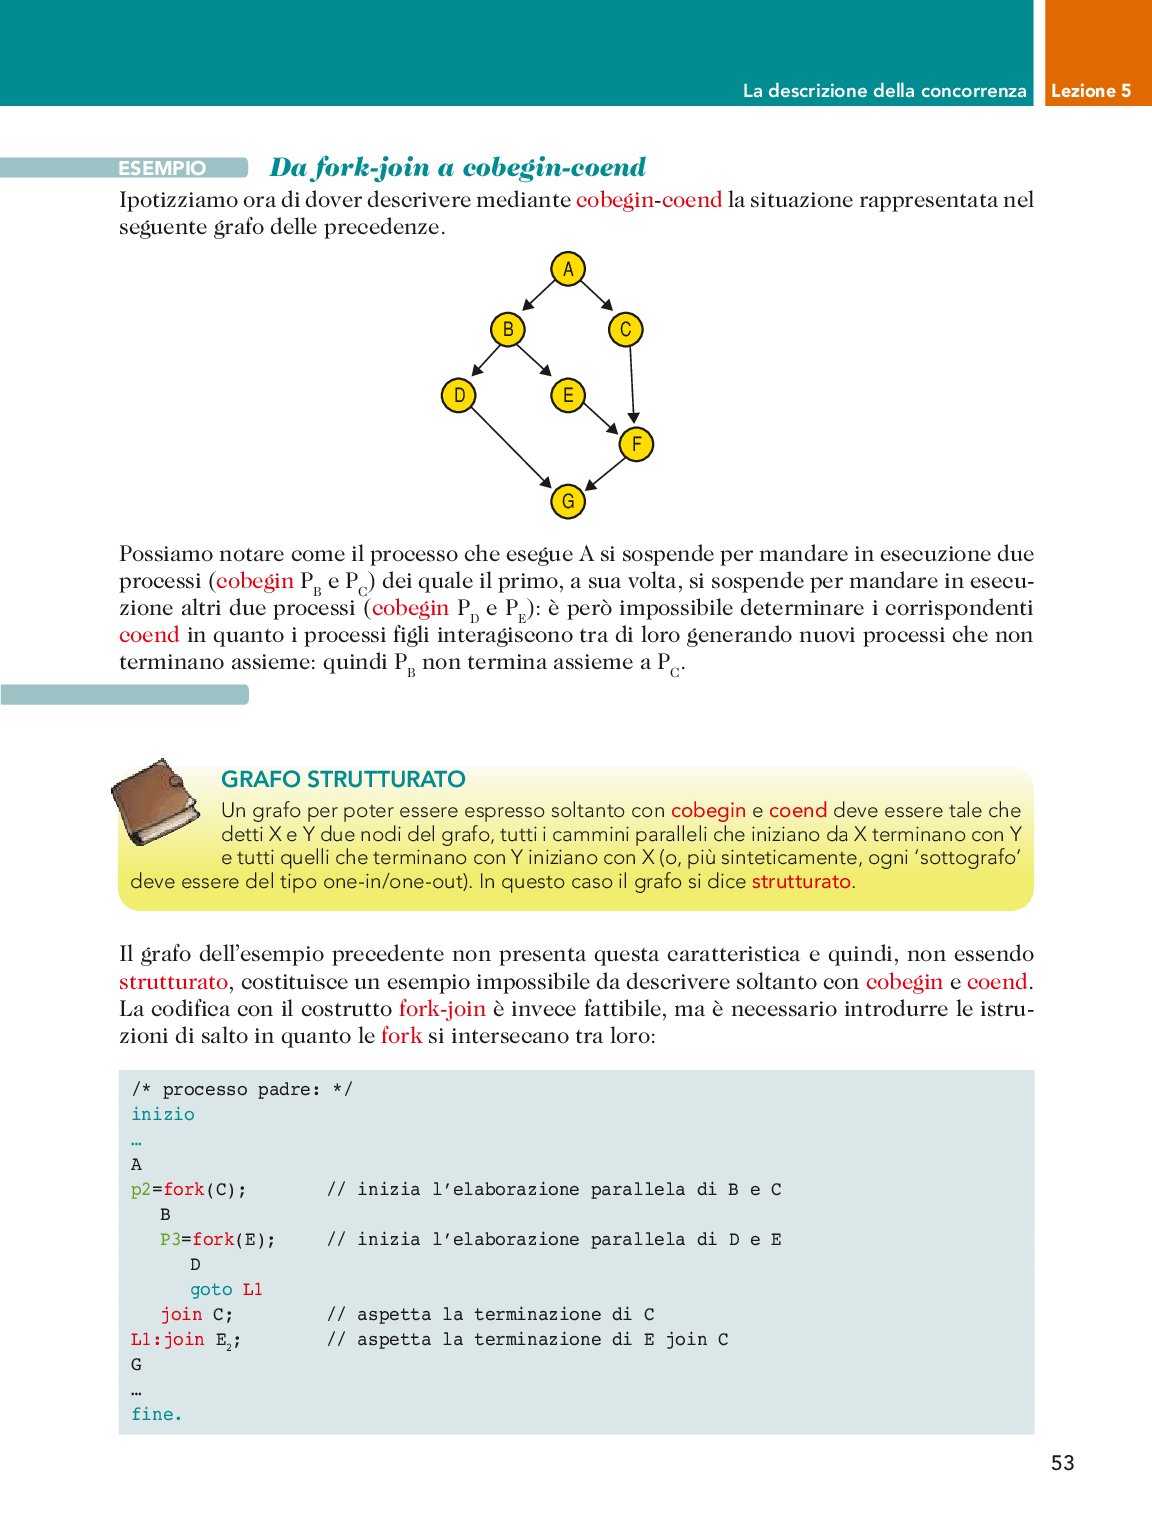 La descrizione della concorrenza Lezione 5
ESEMPIO Da fork-join a cobegin-coend
Ipotizziamo ora di dover descrivere mediante cobegin-coend la situazione rappresentata nel
seguente grafo delle precedenze.
A
B C
D E
F
G
Possiamo notare come il processo che esegue A si sospende per mandare in esecuzione due
processi (cobegin P_B e P_C) dei quale il primo, a sua volta, si sospende per mandare in esecu-
zione altri due processi (cobegin P_D e P_E): è però impossibile determinare i corrispondenti
coend in quanto i processi figli interagiscono tra di loro generando nuovi processi che non
terminano assieme: quindi P_B non termina assieme a P_C.
GRAFO STRUTTURATO
Un grafo per poter essere espresso soltanto con cobegin e coend deve essere tale che
detti X e Y due nodi del grafo, tutti i cammini paralleli che iniziano da X terminano con Y
e tutti quelli che terminano con Y iniziano con X (o, più sinteticamente, ogni ‘sottografo’
deve essere del tipo one-in/one-out). In questo caso il grafo si dice strutturato.
Il grafo dell’esempio precedente non presenta questa caratteristica e quindi, non essendo
strutturato, costituisce un esempio impossibile da descrivere soltanto con cobegin e coend.
La codifica con il costrutto fork-join è invece fattibile, ma è necessario introdurre le istru-
zioni di salto in quanto le fork si intersecano tra loro:
/* processo padre: */
inizio
…
A
p2=fork(C); // inizia l’elaborazione parallela di B e C
B
P3=fork(E); // inizia l’elaborazione parallela di D e E
D
goto L1
join C; // aspetta la terminazione di C
L1:join E₂; // aspetta la terminazione di E join C
G
…
fine.
53